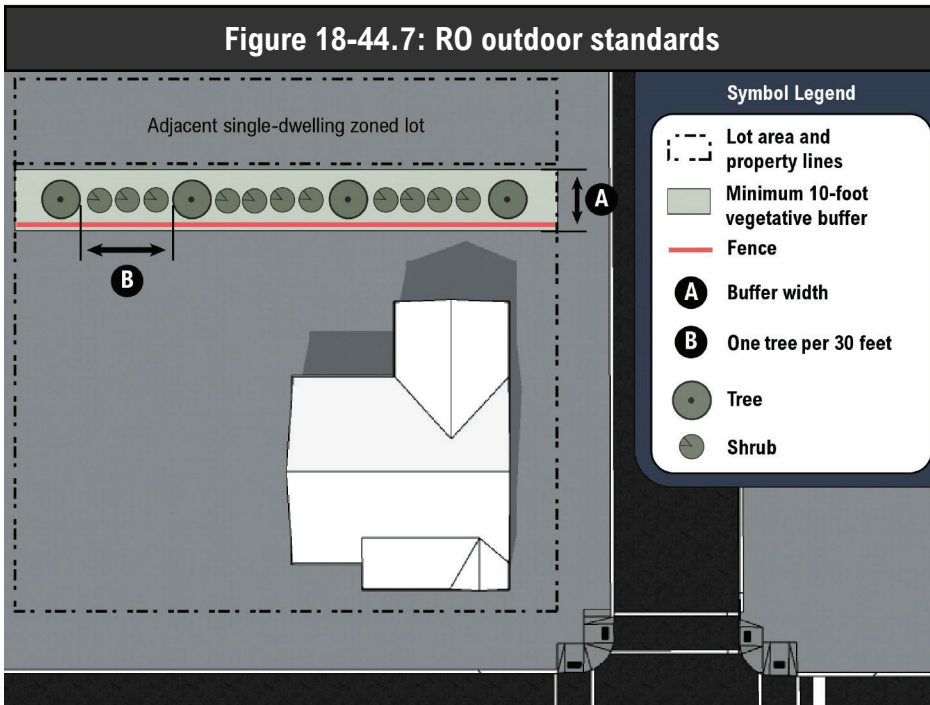 Figure 18-44.7: RO outdoor standards
Adjacent single-dwelling zoned lot
A
B
Symbol Legend
Lot area and
property lines
Minimum 10-foot
vegetative buffer
Fence
A Buffer width
B One tree per 30 feet
Tree
Shrub